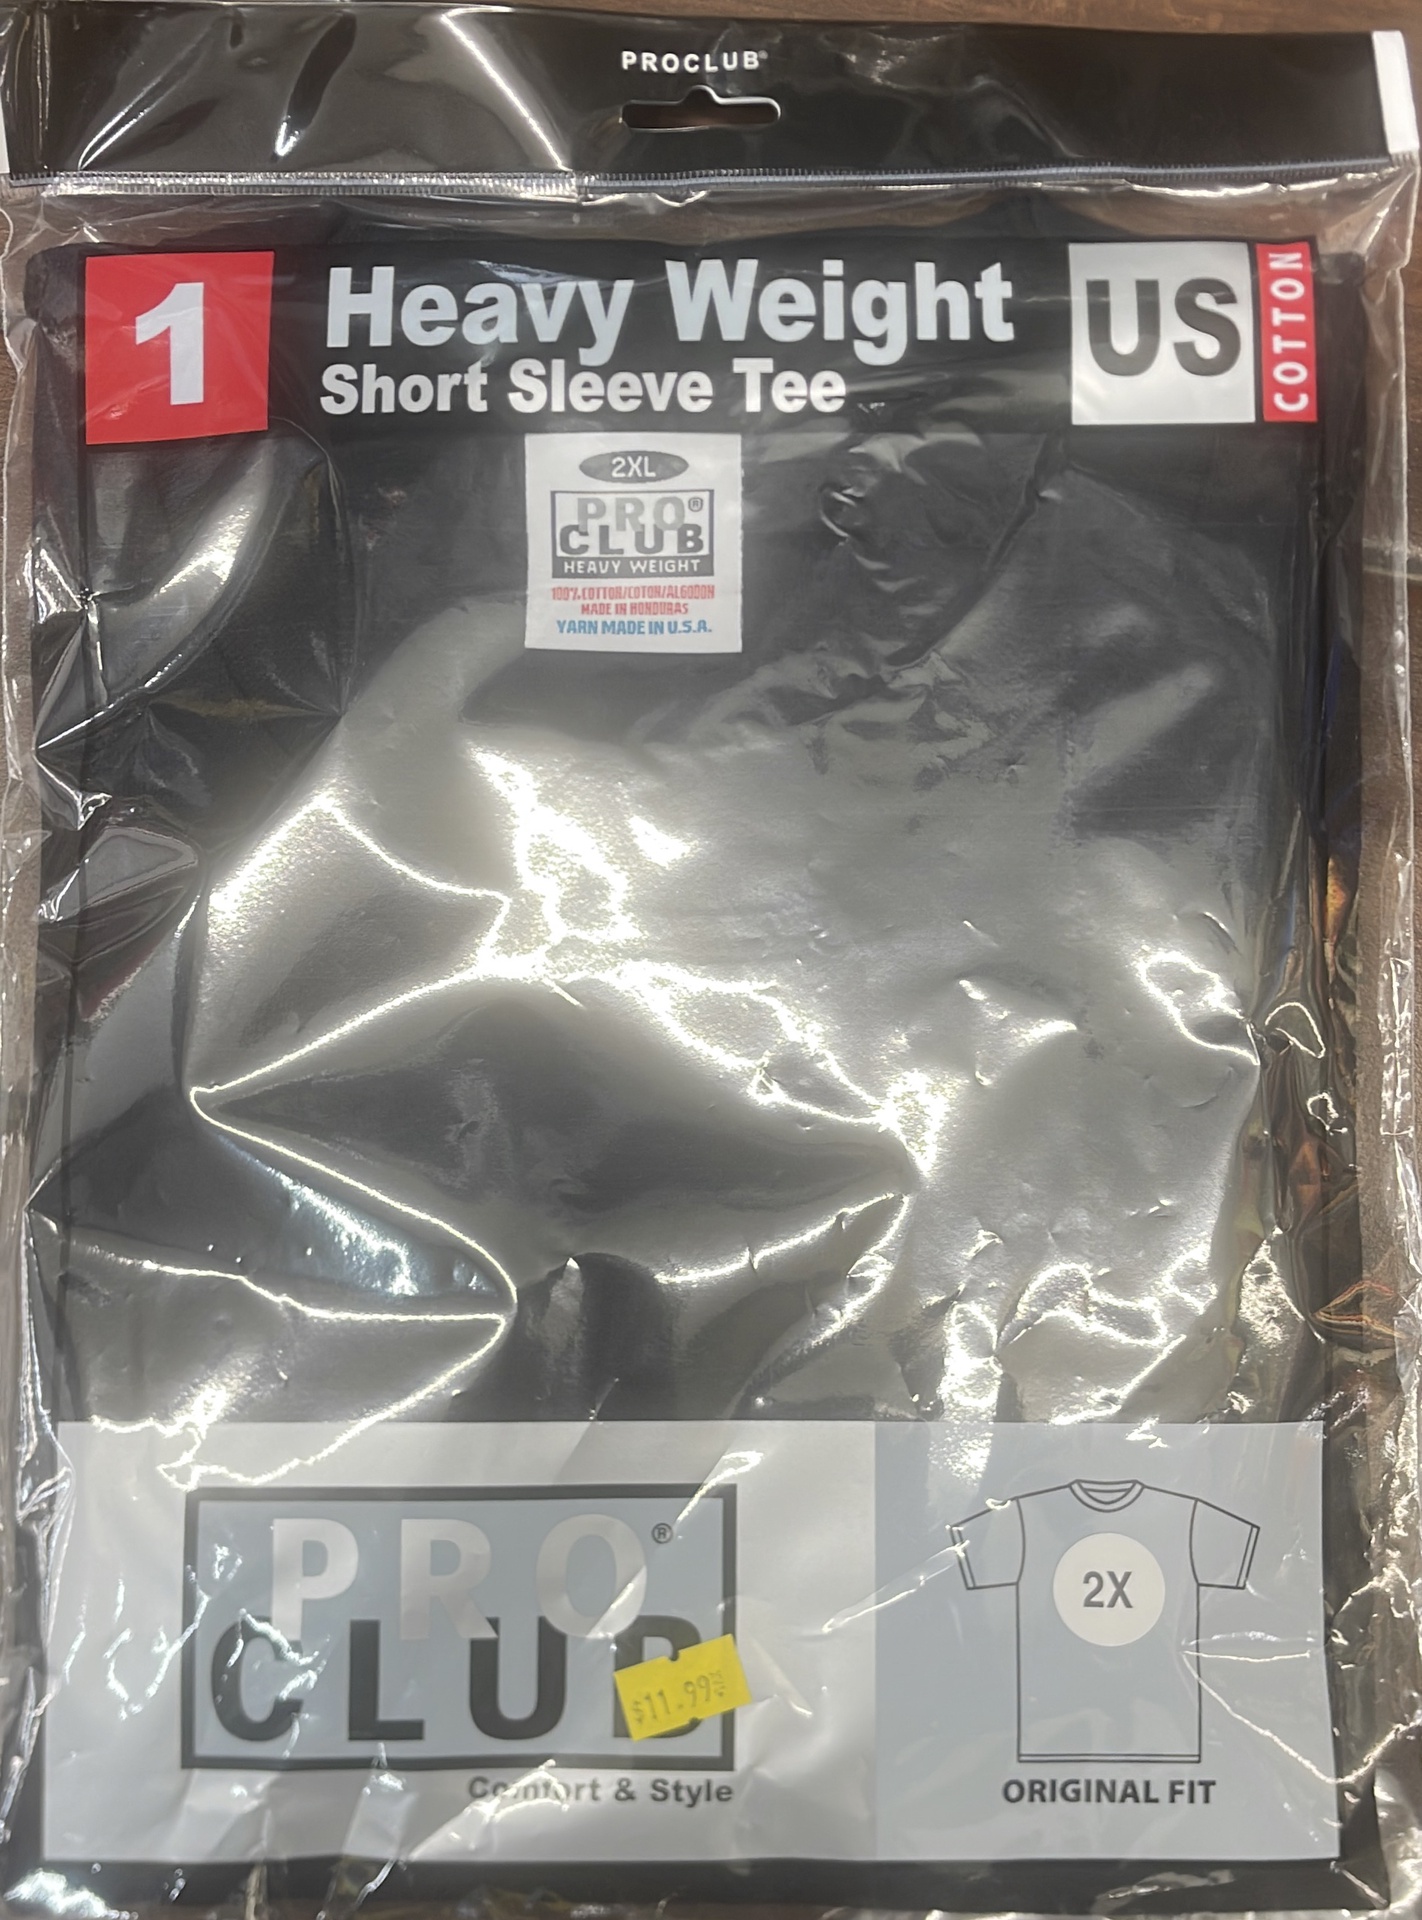 PROCLUB®
1
Heavy Weight
Short Sleeve Tee
US
COTTON
2XL
PRO®
CLUB
HEAVY WEIGHT
100% COTTON/COTON/ALGODON
MADE IN HONDURAS
YARN MADE IN U.S.A.
PRO®
CLUB
$11.99
Comfort & Style
2X
ORIGINAL FIT